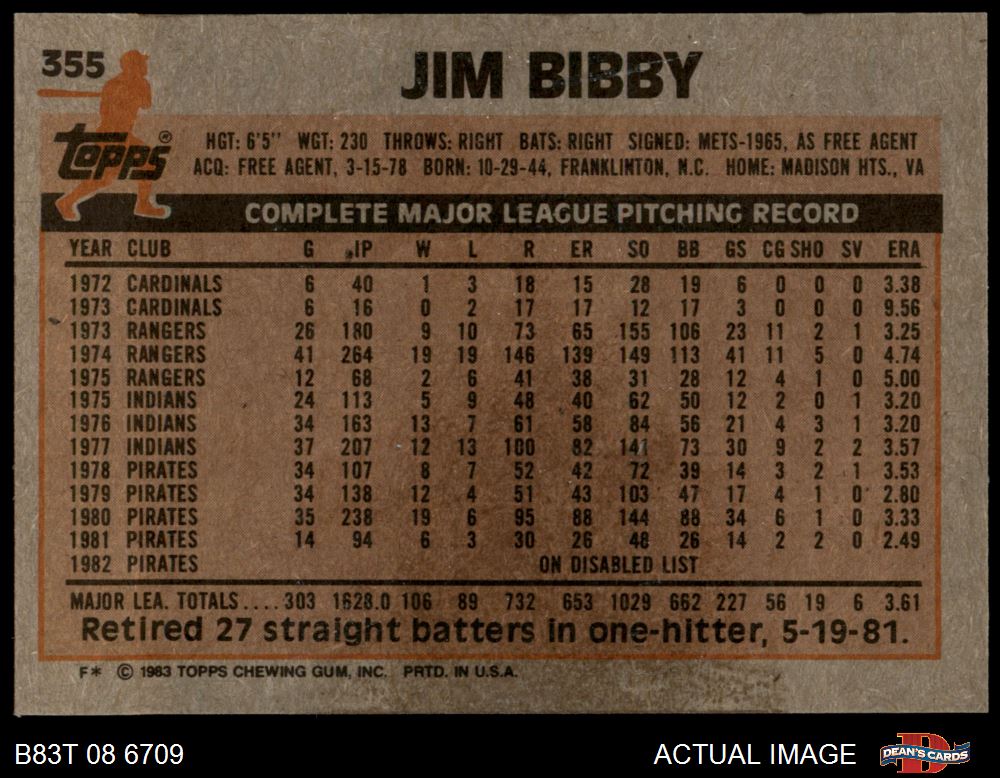 355
JIM BIBBY
topps®
HGT: 6'5" WGT: 230 THROWS: RIGHT BATS: RIGHT SIGNED: METS-1965, AS FREE AGENT
ACQ: FREE AGENT, 3-15-78 BORN: 10-29-44, FRANKLINTON, N.C. HOME: MADISON HTS., VA
COMPLETE MAJOR LEAGUE PITCHING RECORD
YEAR CLUB G IP W L R ER SO BB GS CG SHO SV ERA
1972 CARDINALS 6 40 1 3 18 15 28 19 6 0 0 0 3.38
1973 CARDINALS 6 16 0 2 17 17 12 17 3 0 0 0 9.56
1973 RANGERS 26 180 9 10 73 65 155 106 23 11 2 1 3.25
1974 RANGERS 41 264 19 19 146 139 149 113 41 11 5 0 4.74
1975 RANGERS 12 68 2 6 41 38 31 28 12 4 1 0 5.00
1975 INDIANS 24 113 5 9 48 40 62 50 12 2 0 1 3.20
1976 INDIANS 34 163 13 7 61 58 84 56 21 4 3 1 3.20
1977 INDIANS 37 207 12 13 100 82 141 73 30 9 2 2 3.57
1978 PIRATES 34 107 8 7 52 42 72 39 14 3 2 1 3.53
1979 PIRATES 34 138 12 4 51 43 103 47 17 4 1 0 2.80
1980 PIRATES 35 238 19 6 95 88 144 88 34 6 1 0 3.33
1981 PIRATES 14 94 6 3 30 26 48 26 14 2 2 0 2.49
1982 PIRATES ON DISABLED LIST
MAJOR LEA. TOTALS.... 303 1628.0 106 89 732 653 1029 662 227 56 19 6 3.61
Retired 27 straight batters in one-hitter, 5-19-81.
F* © 1983 TOPPS CHEWING GUM, INC. PRTD. IN U.S.A.
B83T 08 6709
ACTUAL IMAGE
D
DEAN'S CARDS